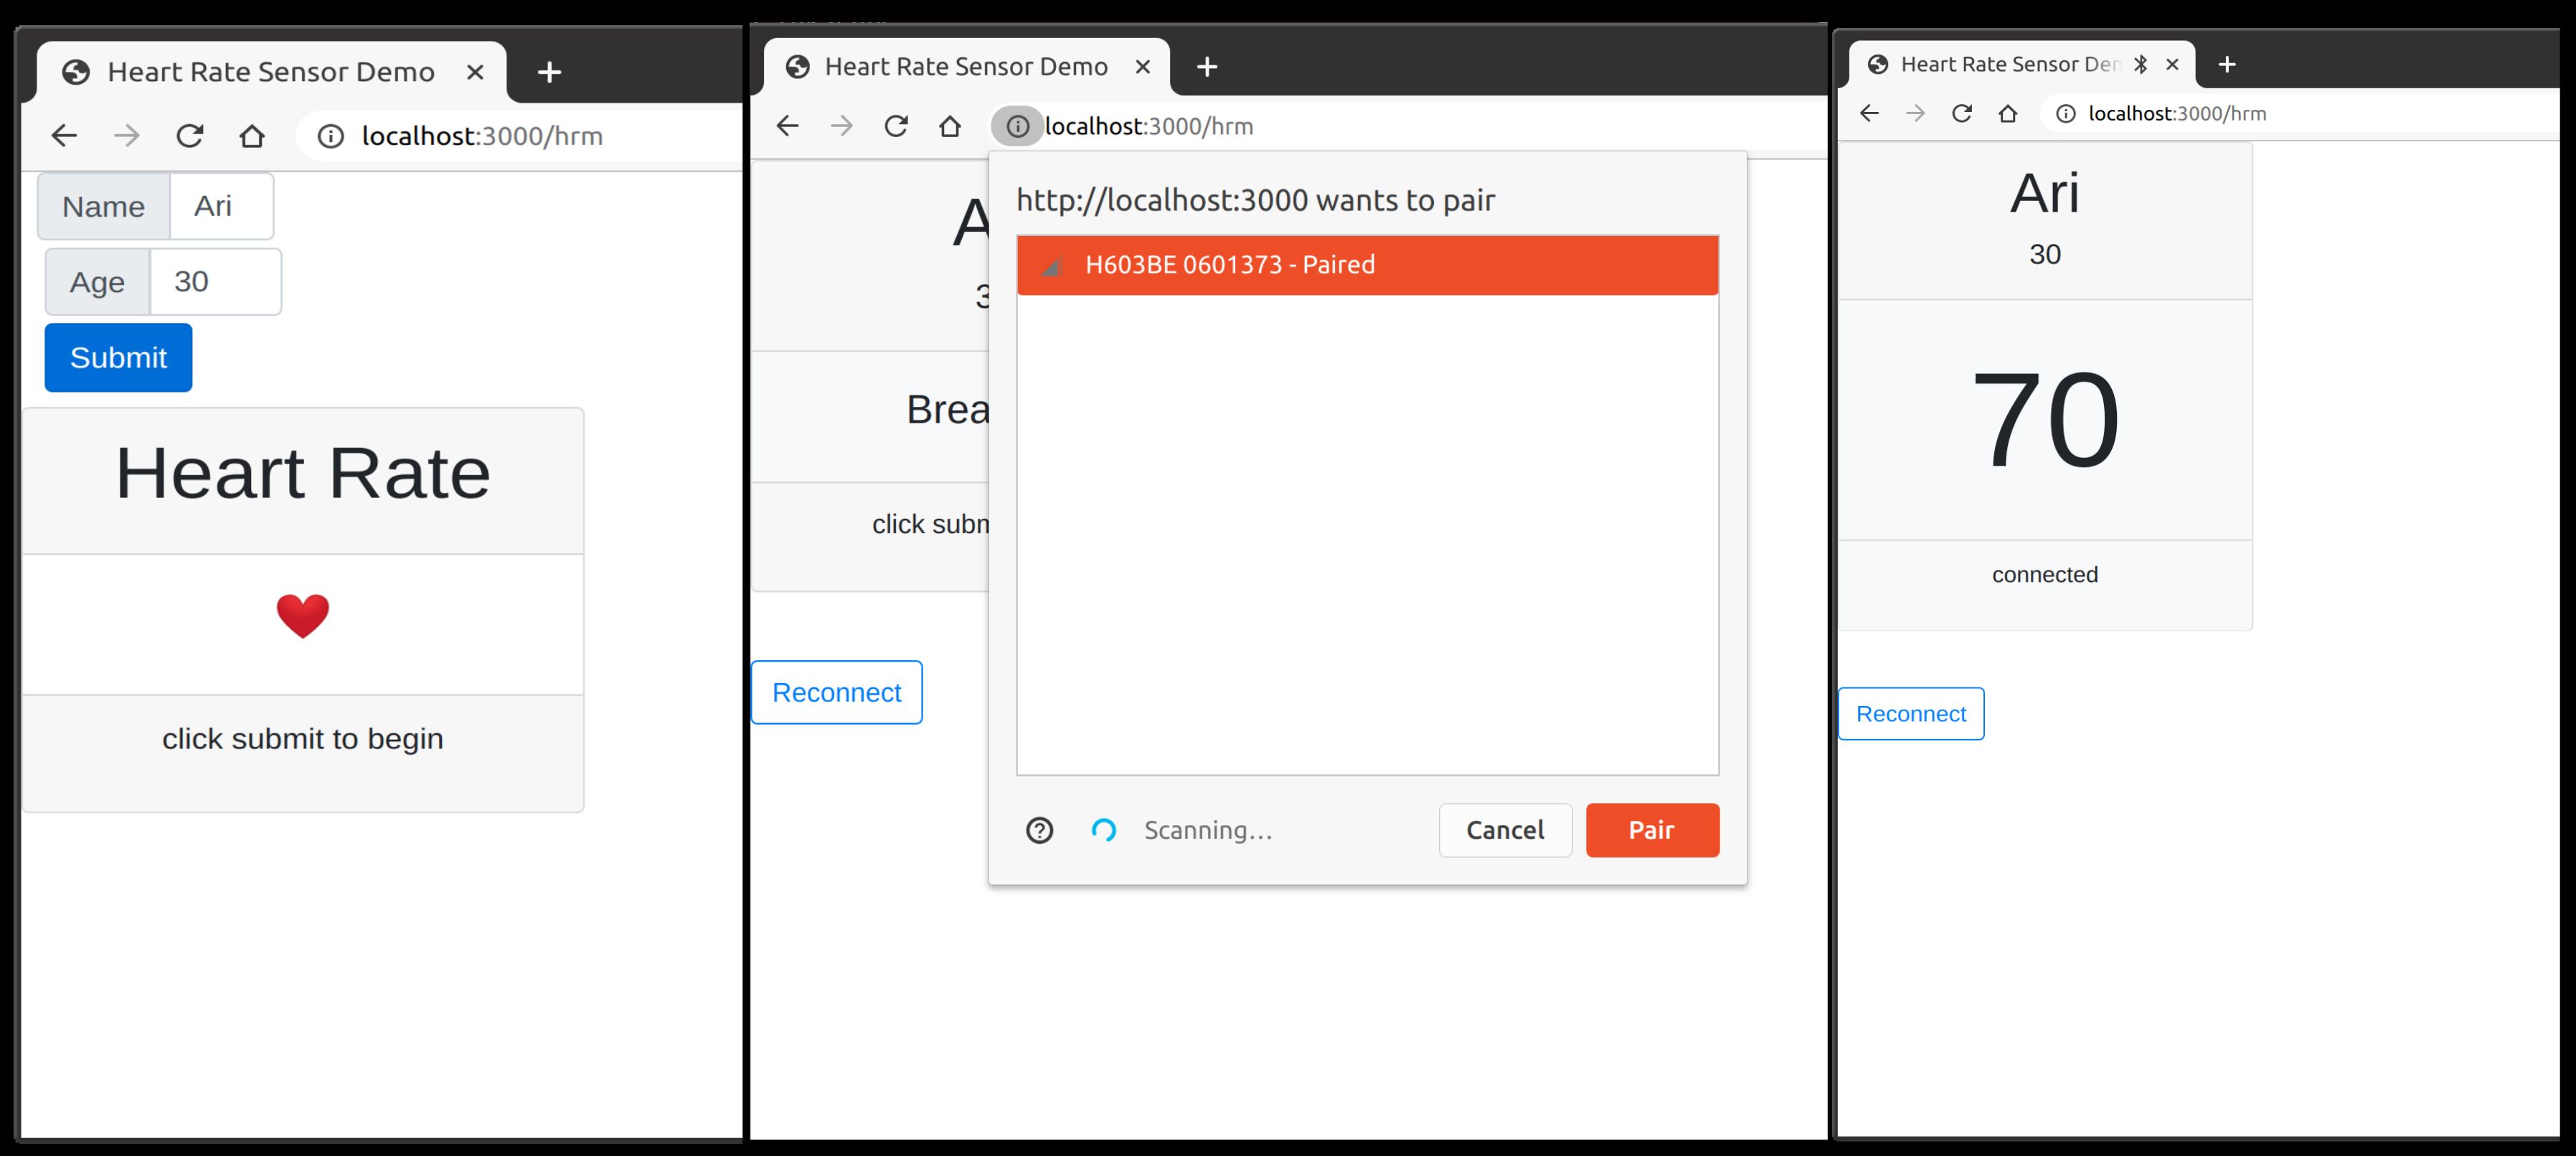 Heart Rate Sensor Demo
localhost:3000/hrm
Name Ari
Age 30
Submit
Heart Rate
click submit to begin
Heart Rate Sensor Demo
localhost:3000/hrm
http://localhost:3000 wants to pair
A
H603BE 0601373 - Paired
3
Brea
click subm
Reconnect
Scanning...
Cancel
Pair
Heart Rate Sensor Dem
localhost:3000/hrm
Ari
30
70
connected
Reconnect